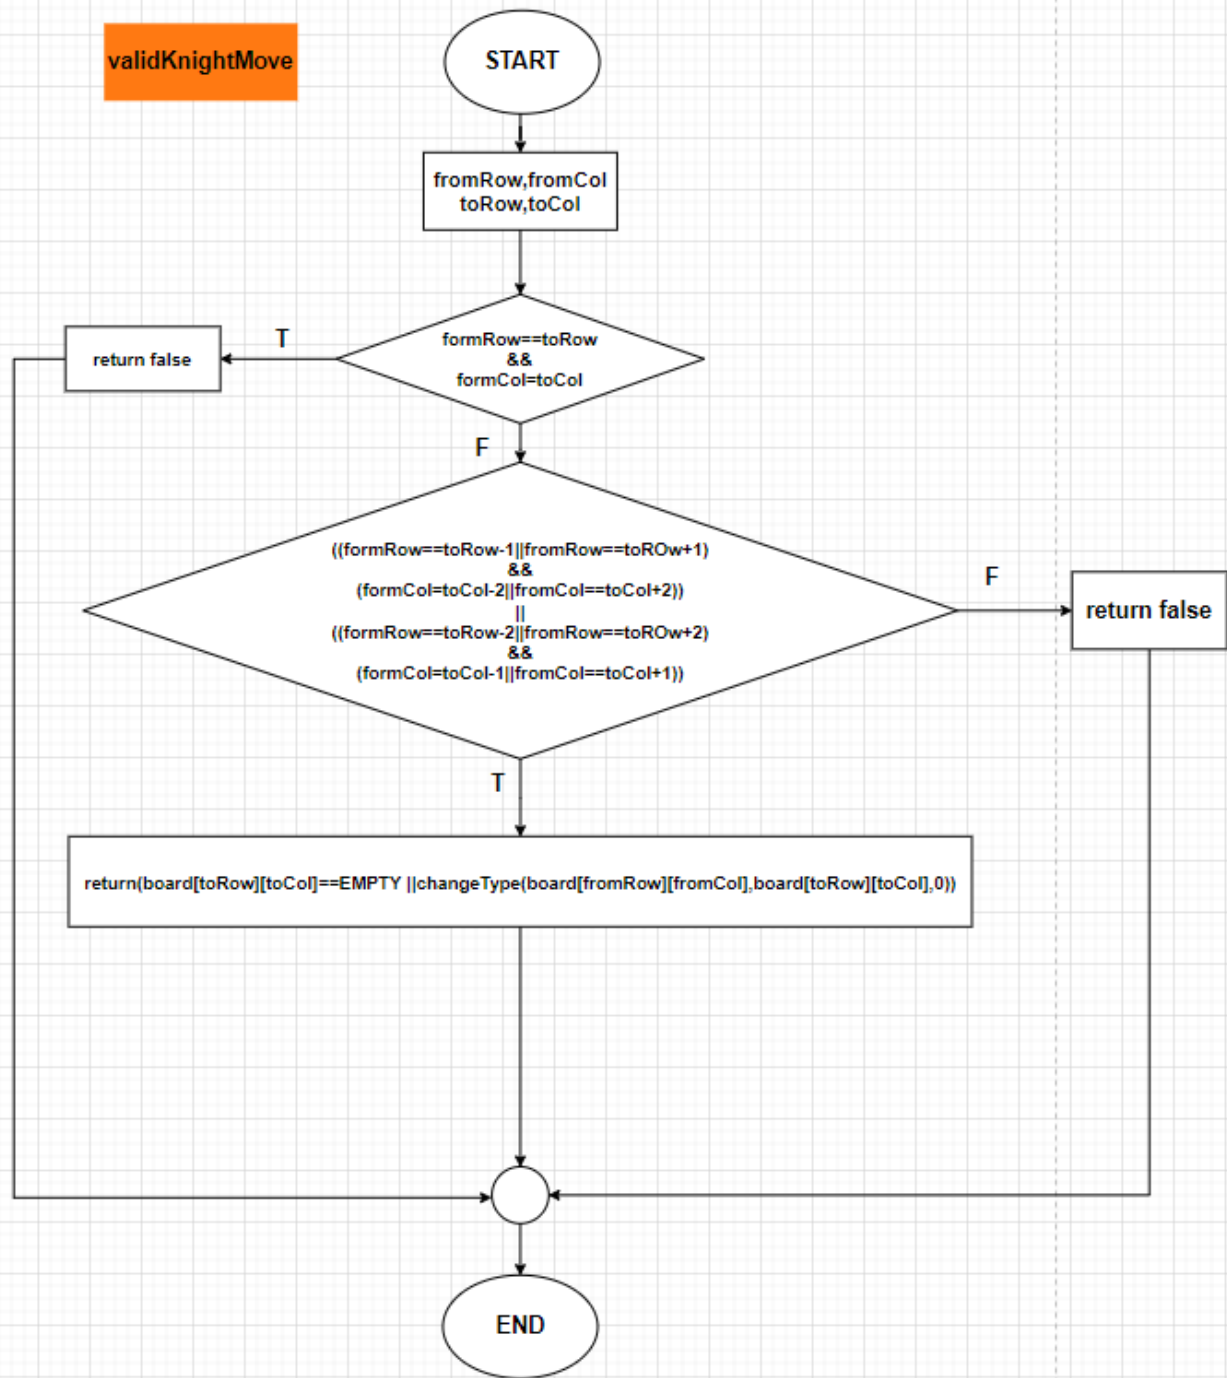 validKnightMove
START
fromRow,fromCol
toRow,toCol
formRow==toRow
&&
formCol=toCol
T
return false
F
((formRow==toRow-1||fromRow==toROw+1)
&&
(formCol=toCol-2||fromCol==toCol+2))
||
((formRow==toRow-2||fromRow==toROw+2)
&&
(formCol=toCol-1||fromCol==toCol+1))
F
return false
T
return(board[toRow][toCol]==EMPTY ||changeType(board[fromRow][fromCol],board[toRow][toCol],0))
END